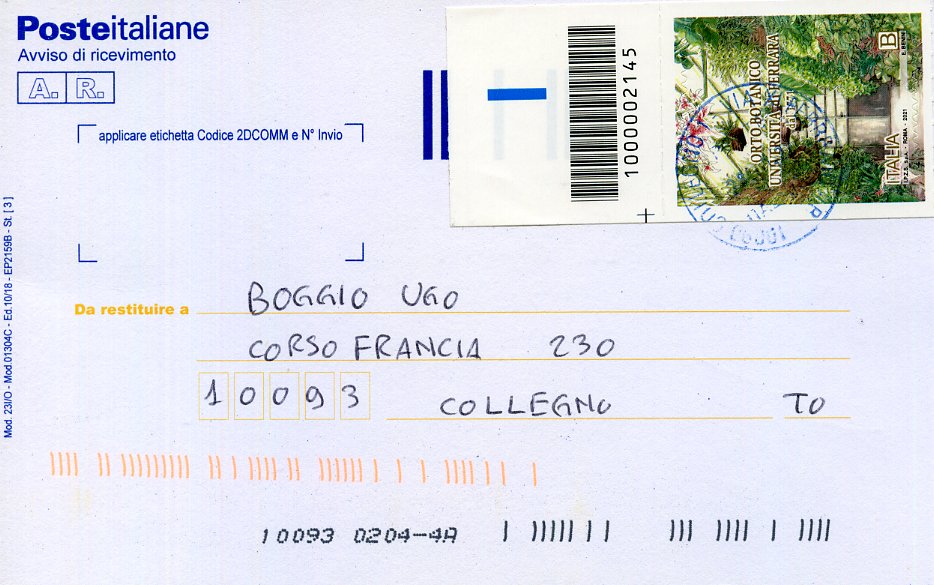 Posteitaliane
Avviso di ricevimento
A. R.
applicare etichetta Codice 2DCOMM e N° Invio
1000002145
ORTO BOTANICO
UNIVERSITÀ DI FERRARA
B
ITALIA
I.P.Z.S. S.p.A. - ROMA - 2021
Da restituire a
BOGGIO UGO
CORSO FRANCIA 230
10093 COLLEGNO TO
10093 0204-4A
Mod. 23I/O - Mod.01304C - Ed.10/18 - EP2159B - St. [3]